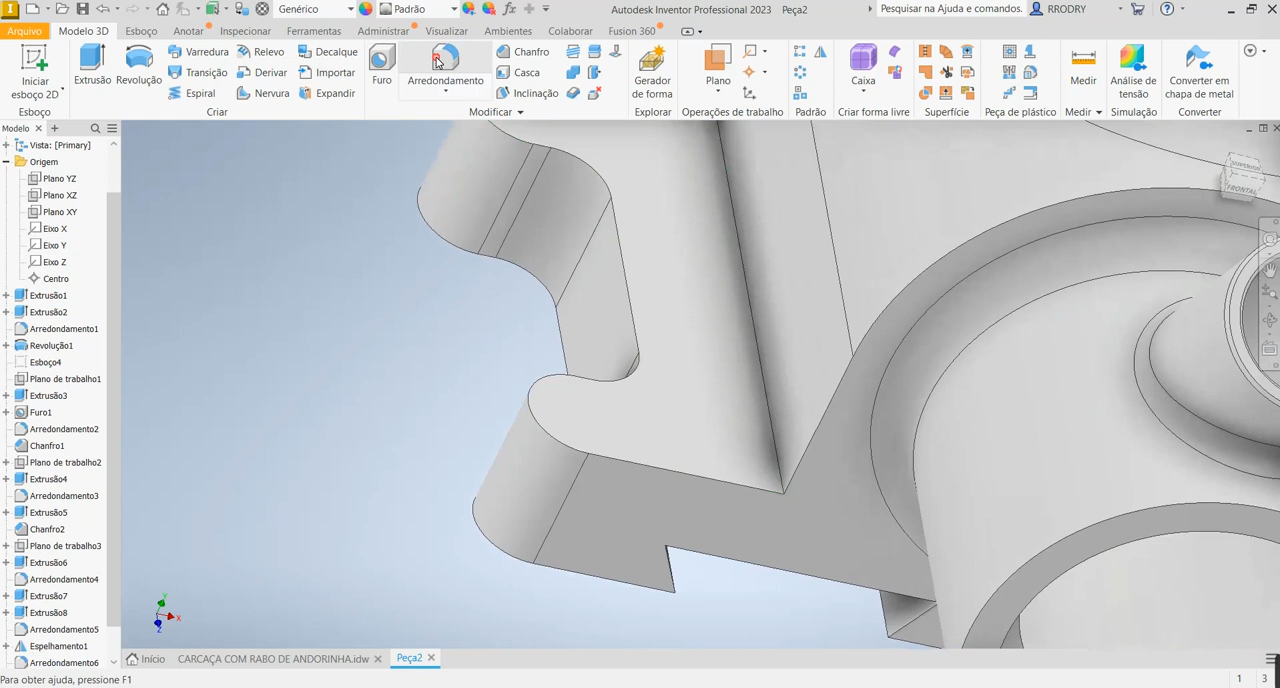 Genérico
Padrão
Autodesk Inventor Professional 2023 Peça2
Pesquisar na Ajuda e comandos.
RRODRY
Arquivo
Modelo 3D
Esboço
Anotar
Inspecionar
Ferramentas
Administrar
Visualizar
Ambientes
Colaborar
Fusion 360
Iniciar
esboço 2D
Esboço
Extrusão
Revolução
Varredura
Transição
Espiral
Relevo
Derivar
Nervura
Decalque
Importar
Expandir
Criar
Furo
Arredondamento
Chanfro
Casca
Inclinação
Modificar
Gerador
de forma
Explorar
Plano
Operações de trabalho
Padrão
Caixa
Criar forma livre
Superfície
Peça de plástico
Medir
Medir
Análise de
tensão
Simulação
Converter em
chapa de metal
Converter
Modelo
Vista: [Primary]
Origem
Plano YZ
Plano XZ
Plano XY
Eixo X
Eixo Y
Eixo Z
Centro
Extrusão1
Extrusão2
Arredondamento1
Revolução1
Esboço4
Plano de trabalho1
Extrusão3
Furo1
Arredondamento2
Chanfro1
Plano de trabalho2
Extrusão4
Arredondamento3
Extrusão5
Chanfro2
Plano de trabalho3
Extrusão6
Arredondamento4
Extrusão7
Extrusão8
Arredondamento5
Espelhamento1
Arredondamento6
SUPERIOR
FRONTAL
Y
X
Z
Início
CARCAÇA COM RABO DE ANDORINHA.idw
Peça2
Para obter ajuda, pressione F1
1
3